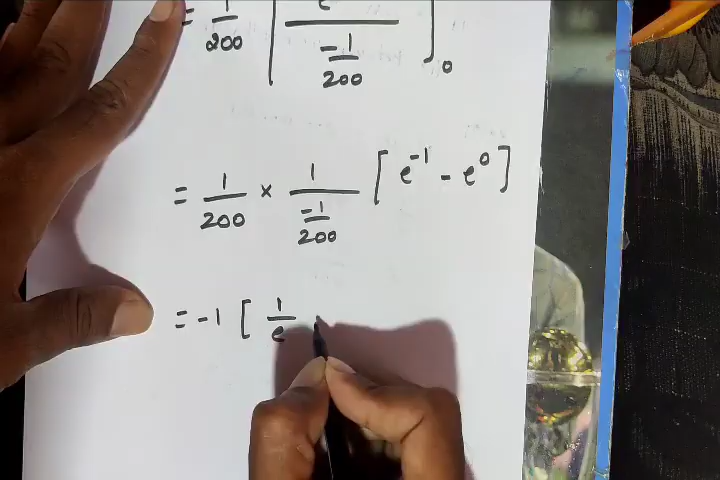 = 1/200 [ e / (-1/200) ]₀
= 1/200 × 1/(-1/200) [ e⁻¹ - e⁰ ]
= -1 [ 1/e